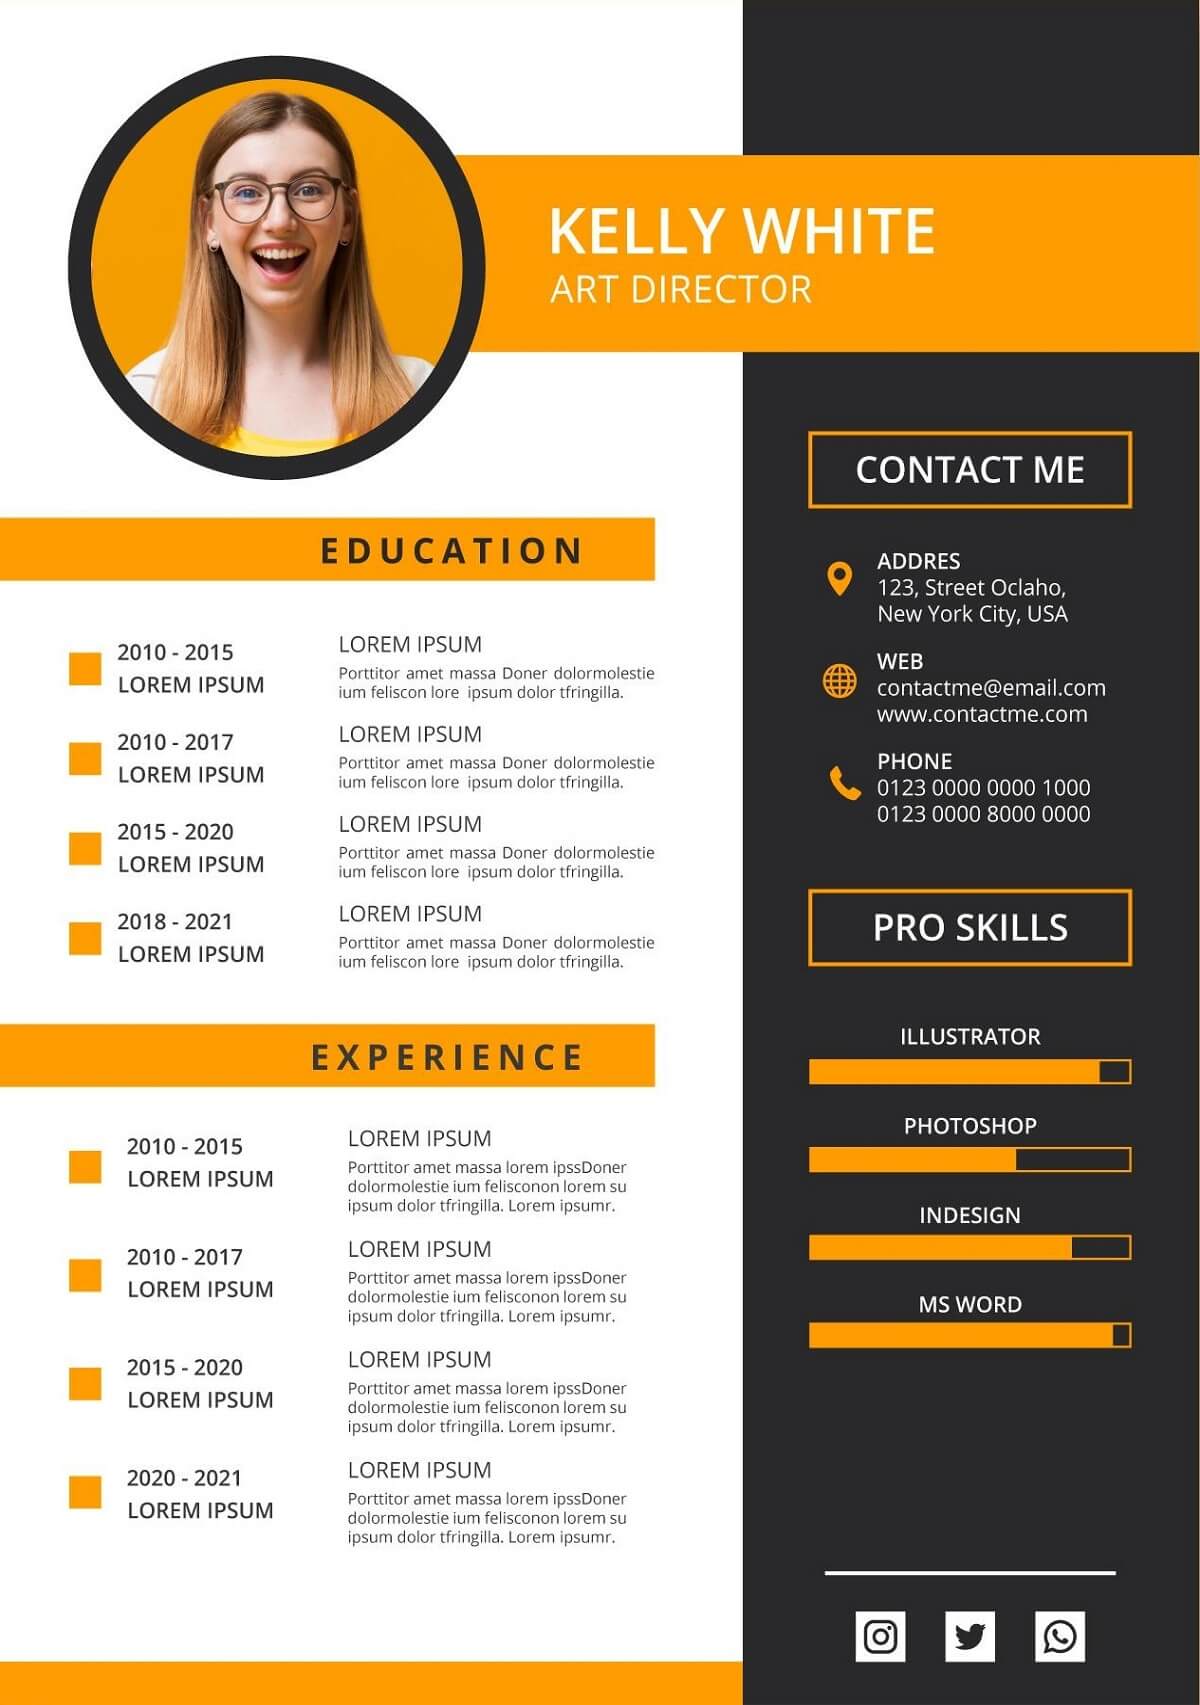 KELLY WHITE
ART DIRECTOR
EDUCATION
2010 - 2015
LOREM IPSUM
LOREM IPSUM
Porttitor amet massa Doner dolormolestie
ium feliscon lore ipsum dolor tfringilla.
2010 - 2017
LOREM IPSUM
LOREM IPSUM
Porttitor amet massa Doner dolormolestie
ium feliscon lore ipsum dolor tfringilla.
2015 - 2020
LOREM IPSUM
LOREM IPSUM
Porttitor amet massa Doner dolormolestie
ium feliscon lore ipsum dolor tfringilla.
2018 - 2021
LOREM IPSUM
LOREM IPSUM
Porttitor amet massa Doner dolormolestie
ium feliscon lore ipsum dolor tfringilla.
EXPERIENCE
2010 - 2015
LOREM IPSUM
LOREM IPSUM
Porttitor amet massa lorem ipssDoner
dolormolestie ium felisconon lorem su
ipsum dolor tfringilla. Lorem ipsumr.
2010 - 2017
LOREM IPSUM
LOREM IPSUM
Porttitor amet massa lorem ipssDoner
dolormolestie ium felisconon lorem su
ipsum dolor tfringilla. Lorem ipsumr.
2015 - 2020
LOREM IPSUM
LOREM IPSUM
Porttitor amet massa lorem ipssDoner
dolormolestie ium felisconon lorem su
ipsum dolor tfringilla. Lorem ipsumr.
2020 - 2021
LOREM IPSUM
LOREM IPSUM
Porttitor amet massa lorem ipssDoner
dolormolestie ium felisconon lorem su
ipsum dolor tfringilla. Lorem ipsumr.
CONTACT ME
ADDRES
123, Street Oclaho,
New York City, USA
WEB
contactme@email.com
www.contactme.com
PHONE
0123 0000 0000 1000
0123 0000 8000 0000
PRO SKILLS
ILLUSTRATOR
PHOTOSHOP
INDESIGN
MS WORD